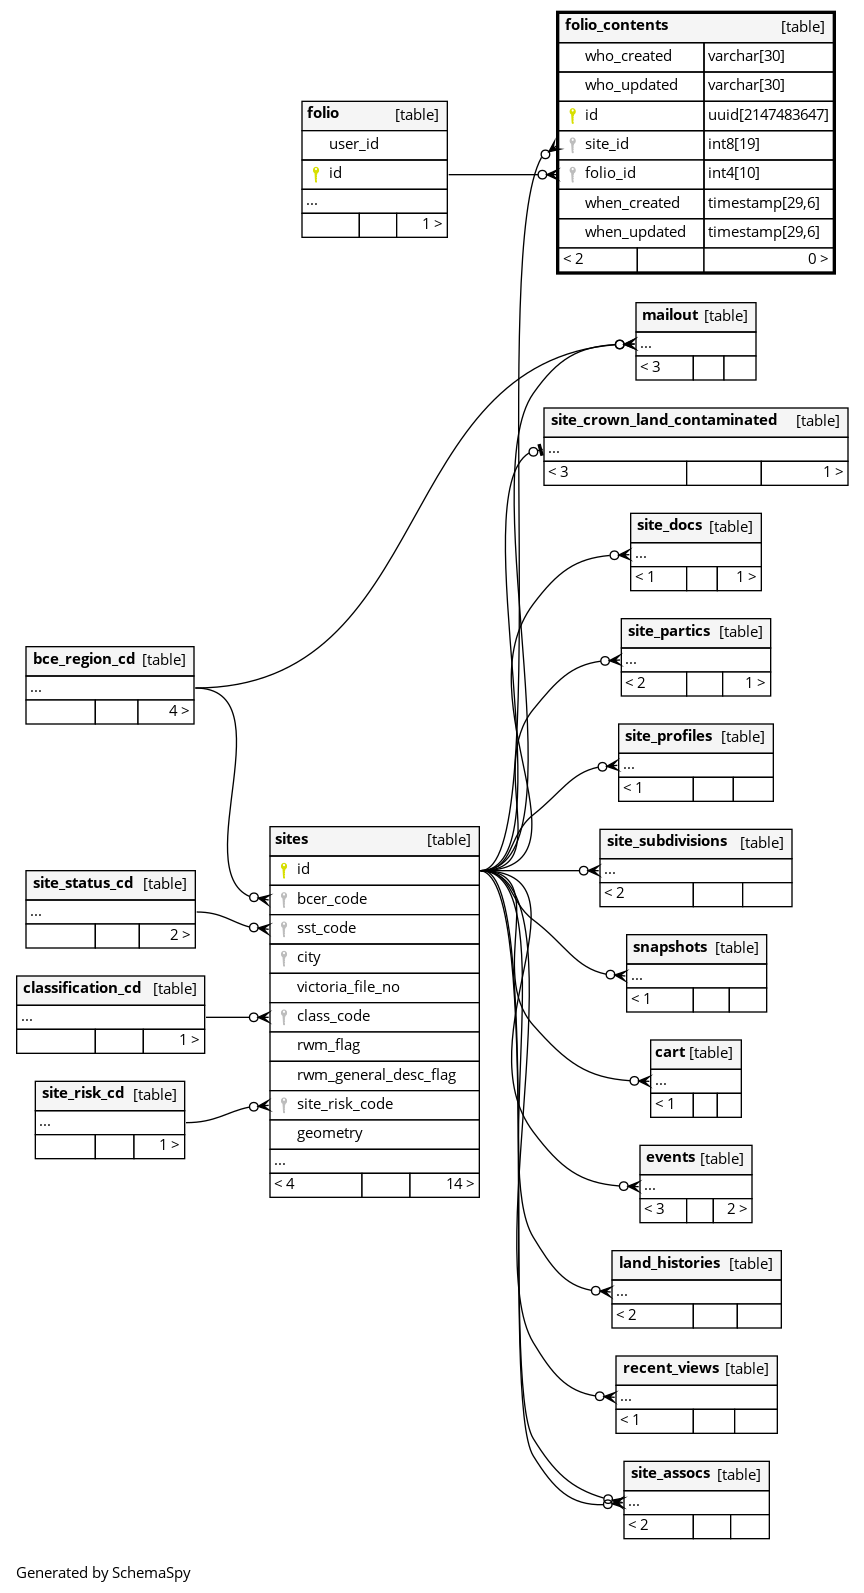 folio_contents [table]
who_created varchar[30]
who_updated varchar[30]
id uuid[2147483647]
site_id int8[19]
folio_id int4[10]
when_created timestamp[29,6]
when_updated timestamp[29,6]
< 2 0 >
folio [table]
user_id
id
...
1 >
mailout [table]
...
< 3
site_crown_land_contaminated [table]
...
< 3 1 >
site_docs [table]
...
< 1 1 >
site_partics [table]
...
< 2 1 >
bce_region_cd [table]
...
4 >
site_profiles [table]
...
< 1
sites [table]
id
bcer_code
sst_code
city
victoria_file_no
class_code
rwm_flag
rwm_general_desc_flag
site_risk_code
geometry
...
< 4 14 >
site_status_cd [table]
...
2 >
classification_cd [table]
...
1 >
site_risk_cd [table]
...
1 >
site_subdivisions [table]
...
< 2
snapshots [table]
...
< 1
cart [table]
...
< 1
events [table]
...
< 3 2 >
land_histories [table]
...
< 2
recent_views [table]
...
< 1
site_assocs [table]
...
< 2
Generated by SchemaSpy